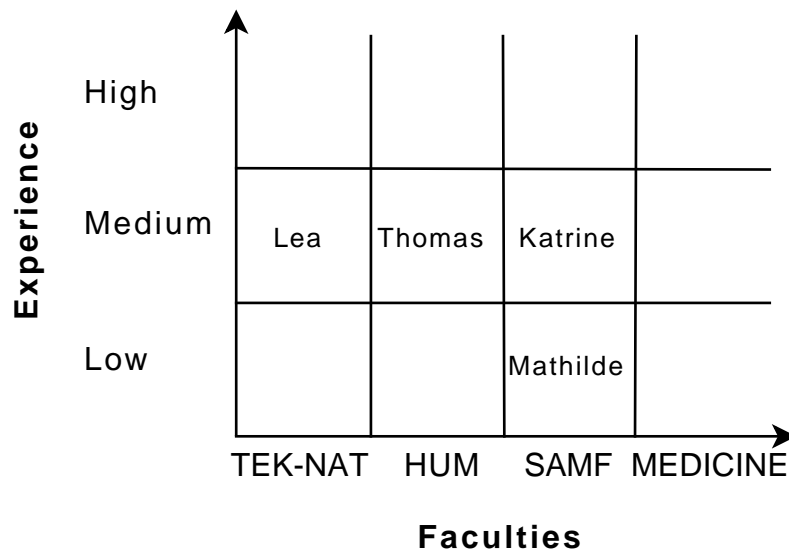 High
Experience
Medium
Lea Thomas Katrine
Low
Mathilde
TEK-NAT HUM SAMF MEDICINE
Faculties